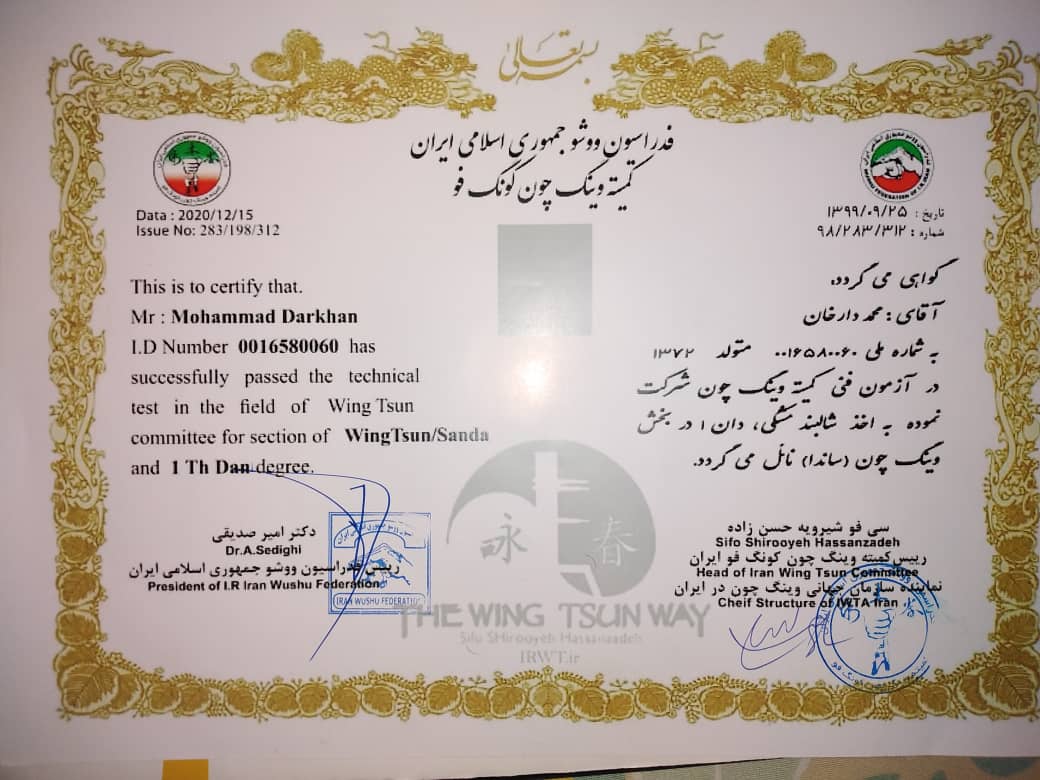 بسمه تعالی
فدراسیون ووشو جمهوری اسلامی ایران
کمیته وینگ چون کونگ فو
Data : 2020/12/15
Issue No: 283/198/312
تاریخ : ۱۳۹۹/۰۹/۲۵
شماره : ۹۸/۲۸۳/۳۱۲
This is to certify that.
Mr : Mohammad Darkhan
I.D Number 0016580060 has
successfully passed the technical
test in the field of Wing Tsun
committee for section of WingTsun/Sanda
and 1 Th Dan degree.
گواهی می گردد.
آقای : محمد دارخان
به شماره ملی ۰۰۱۶۵۸۰۰۶۰ متولد ۱۳۷۲
در آزمون فنی کمیته وینگ چون شرکت
نموده به اخذ شالبند مشکی، دان ۱ در بخش
وینگ چون (ساندا) نائل می گردد.
دکتر امیر صدیقی
Dr.A.Sedighi
رییس فدراسیون ووشو جمهوری اسلامی ایران
President of I.R Iran Wushu Federation
IRAN WUSHU FEDERATION
سی فو شیرویه حسن زاده
Sifo Shirooyeh Hassanzadeh
رییس کمیته وینگ چون کونگ فو ایران
Head of Iran Wing Tsun Committee
نماینده سازمان جهانی وینگ چون در ایران
Cheif Structure of IWTA-Iran
詠 春
THE WING TSUN WAY
Sifu SHirooyeh Hassanzadeh
IRWT.ir